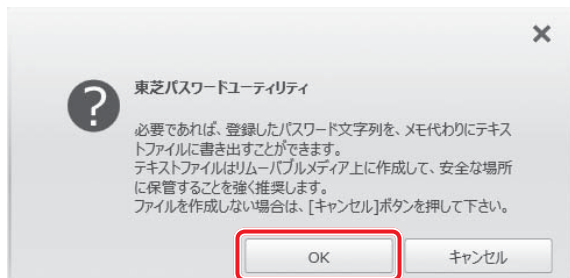 東芝パスワードユーティリティ
必要であれば、登録したパスワード文字列を、メモ代わりにテキス
トファイルに書き出すことができます。
テキストファイルはリムーバブルメディア上に作成して、安全な場所
に保管することを強く推奨します。
ファイルを作成しない場合は、[キャンセル]ボタンを押して下さい。
OK
キャンセル